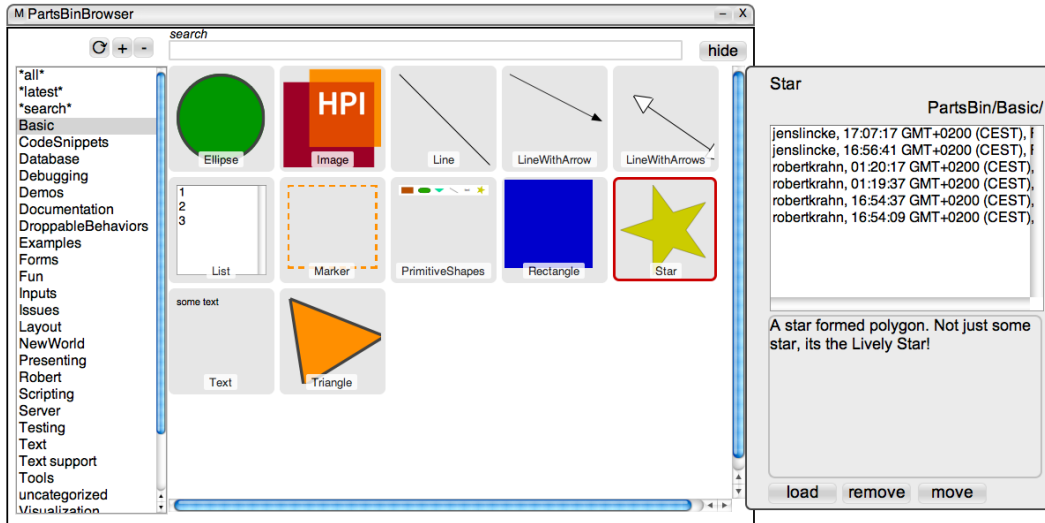 M PartsBinBrowser
– X
search
+ -
hide
*all*
*latest*
*search*
Basic
CodeSnippets
Database
Debugging
Demos
Documentation
DroppableBehaviors
Examples
Forms
Fun
Inputs
Issues
Layout
NewWorld
Presenting
Robert
Scripting
Server
Testing
Text
Text support
Tools
uncategorized
Visualization
HPI
Ellipse
Image
Line
LineWithArrow
LineWithArrows
1
2
3
List
Marker
PrimitiveShapes
Rectangle
Star
some text
Text
Triangle
Star
PartsBin/Basic/
jenslincke, 17:07:17 GMT+0200 (CEST),
jenslincke, 16:56:41 GMT+0200 (CEST),
robertkrahn, 01:20:17 GMT+0200 (CEST),
robertkrahn, 01:19:37 GMT+0200 (CEST),
robertkrahn, 16:54:37 GMT+0200 (CEST),
robertkrahn, 16:54:09 GMT+0200 (CEST),
A star formed polygon. Not just some
star, its the Lively Star!
load remove move